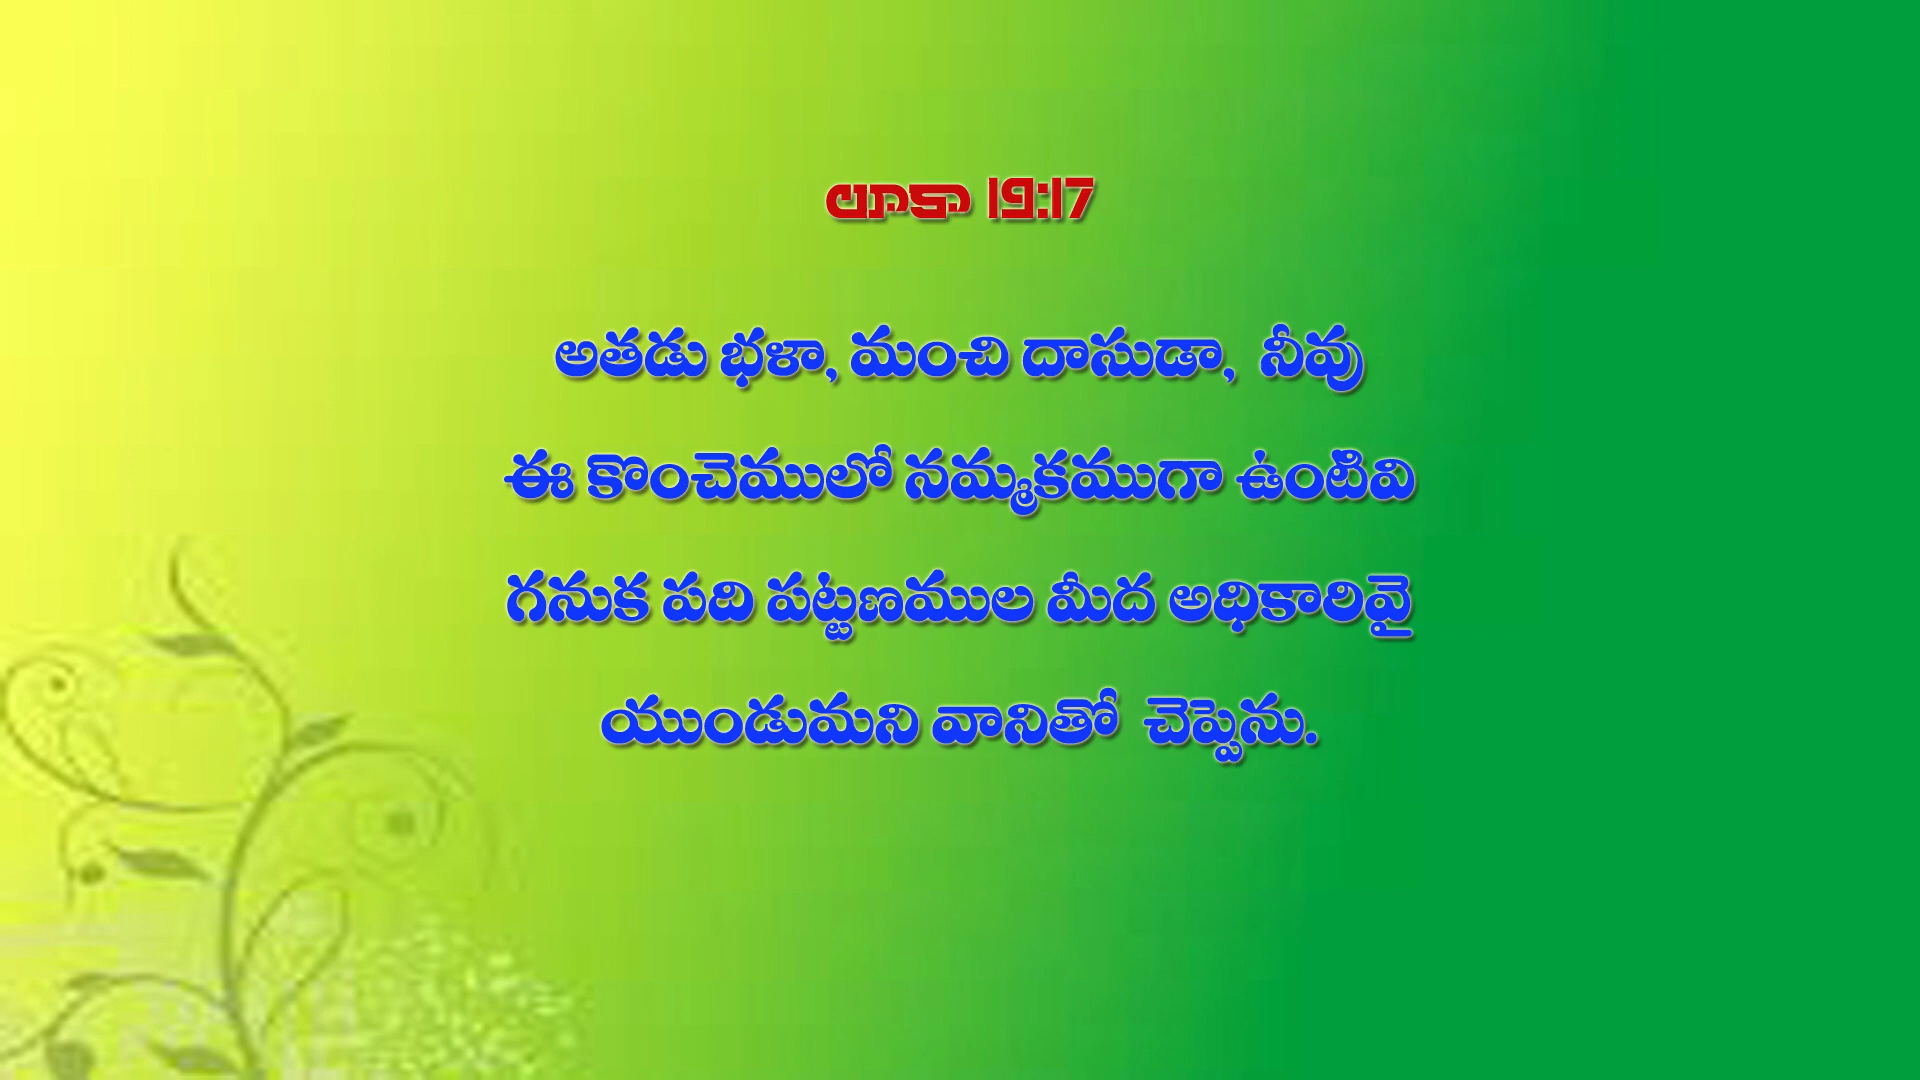 లూకా 19:17
అతడు భళా, మంచి దాసుడా, నీవు
ఈ కొంచెములో నమ్మకముగా ఉంటివి
గనుక పది పట్టణముల మీద అధికారివై
యుండుమని వానితో చెప్పెను.